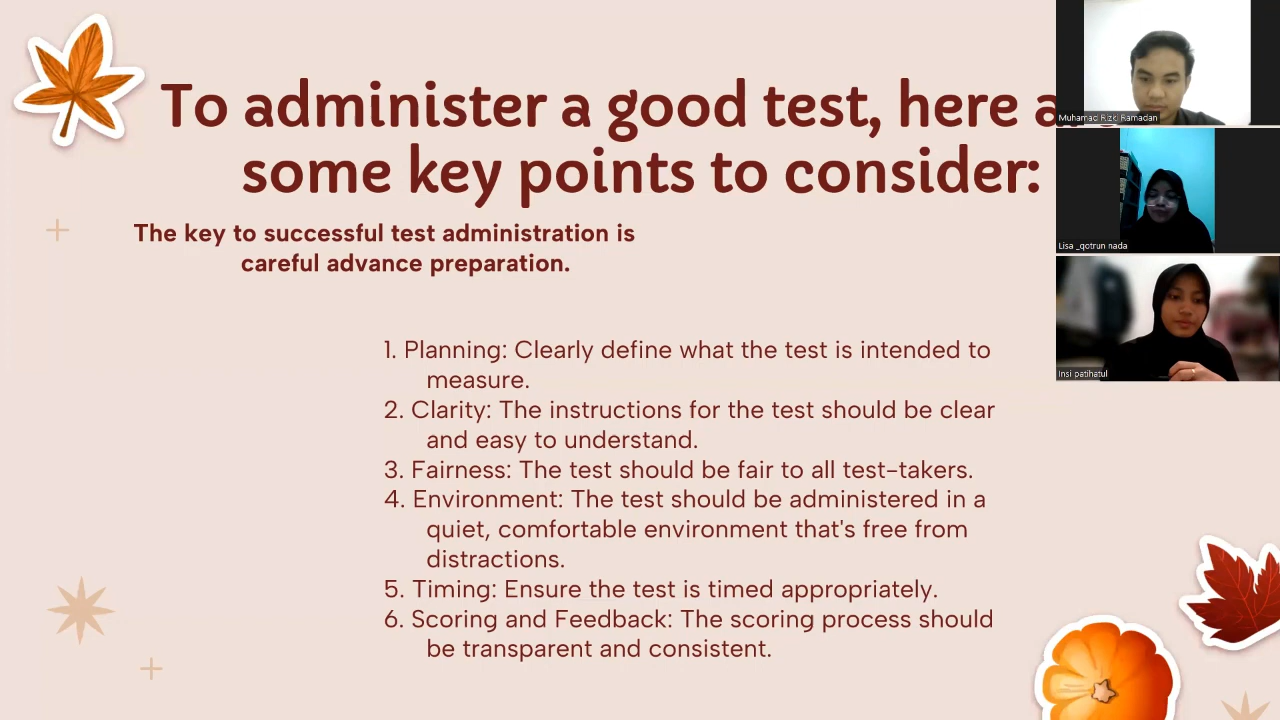 To administer a good test, here a
some key points to consider:
The key to successful test administration is
careful advance preparation.
1. Planning: Clearly define what the test is intended to
measure.
2. Clarity: The instructions for the test should be clear
and easy to understand.
3. Fairness: The test should be fair to all test-takers.
4. Environment: The test should be administered in a
quiet, comfortable environment that's free from
distractions.
5. Timing: Ensure the test is timed appropriately.
6. Scoring and Feedback: The scoring process should
be transparent and consistent.
Muhamad Rizki Ramadan
Lisa _qotrun nada
Insi patihatul